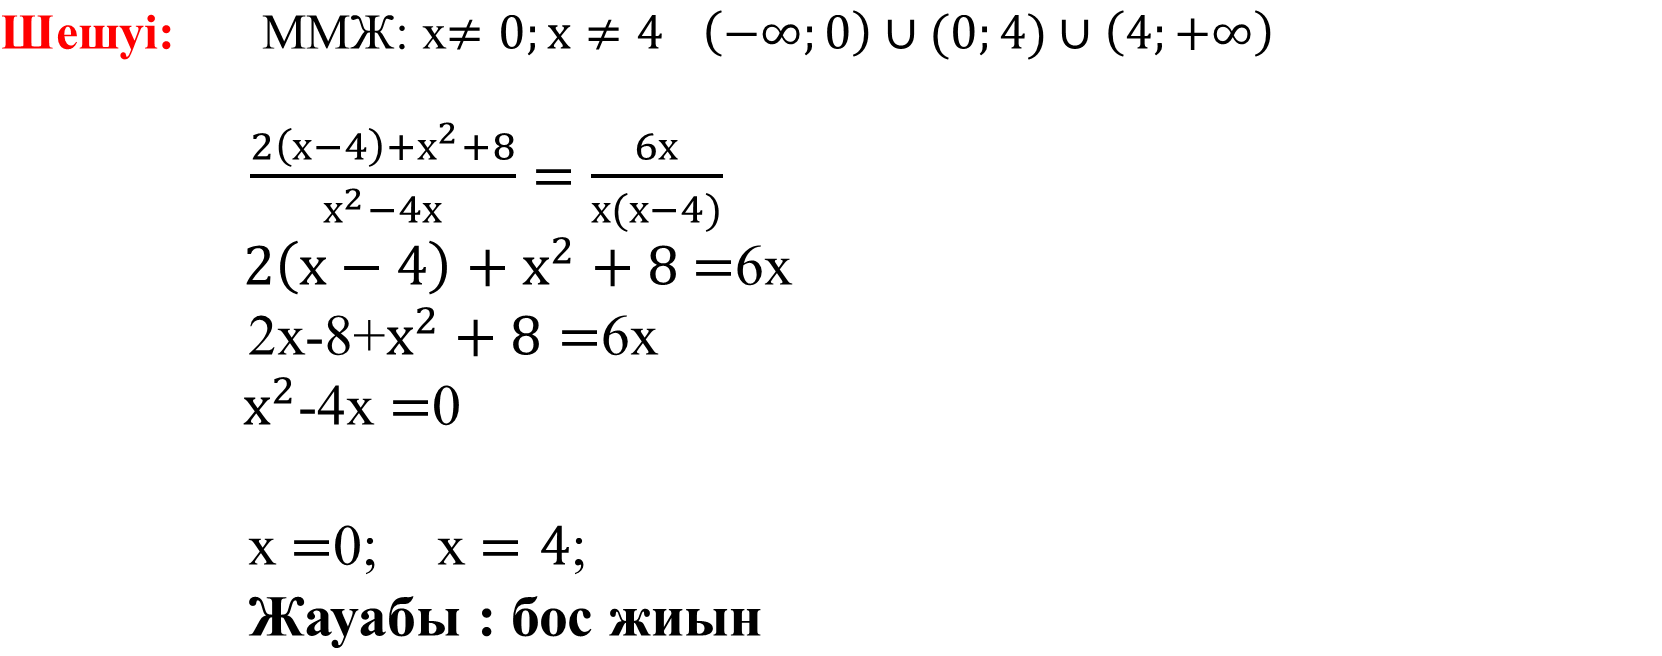 Шешуі: ММЖ: x≠ 0; x ≠ 4 (−∞; 0) ∪ (0; 4) ∪ (4; +∞)
2(x−4)+x²+8 / x²−4x = 6x / x(x−4)
2(x − 4) + x² + 8 =6x
2x-8+x² + 8 =6x
x²-4x =0
x =0; x = 4;
Жауабы : бос жиын